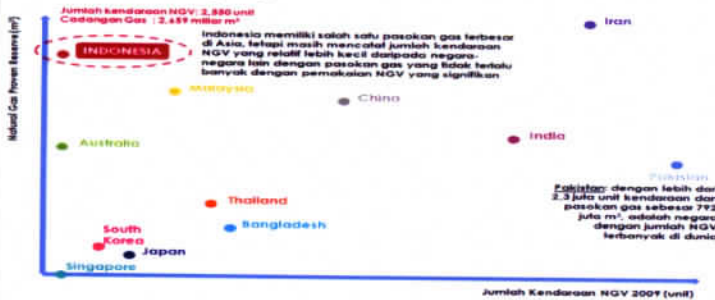 Jumlah kendaraan NGV: 2,550 unit
Cadangan Gas : 2,659 miliar m³
INDONESIA
Indonesia memiliki salah satu pasokan gas terbesar
di Asia, tetapi masih mencatat jumlah kendaraan
NGV yang relatif lebih kecil daripada negara-
negara lain dengan pasokan gas yang tidak terlalu
banyak dengan pemakaian NGV yang signifikan
Iran
Natural Gas Proven Reserve(m³)
Malaysia
China
Australia
India
Pakistan
Pakistan: dengan lebih dari
2,3 juta unit kendaraan dan
pasokan gas sebesar 792
juta m³, adalah negara
dengan jumlah NGV
terbanyak di dunia
Thailand
Bangladesh
South
Korea
Japan
Singapore
Jumlah Kendaraan NGV 2009 (unit)